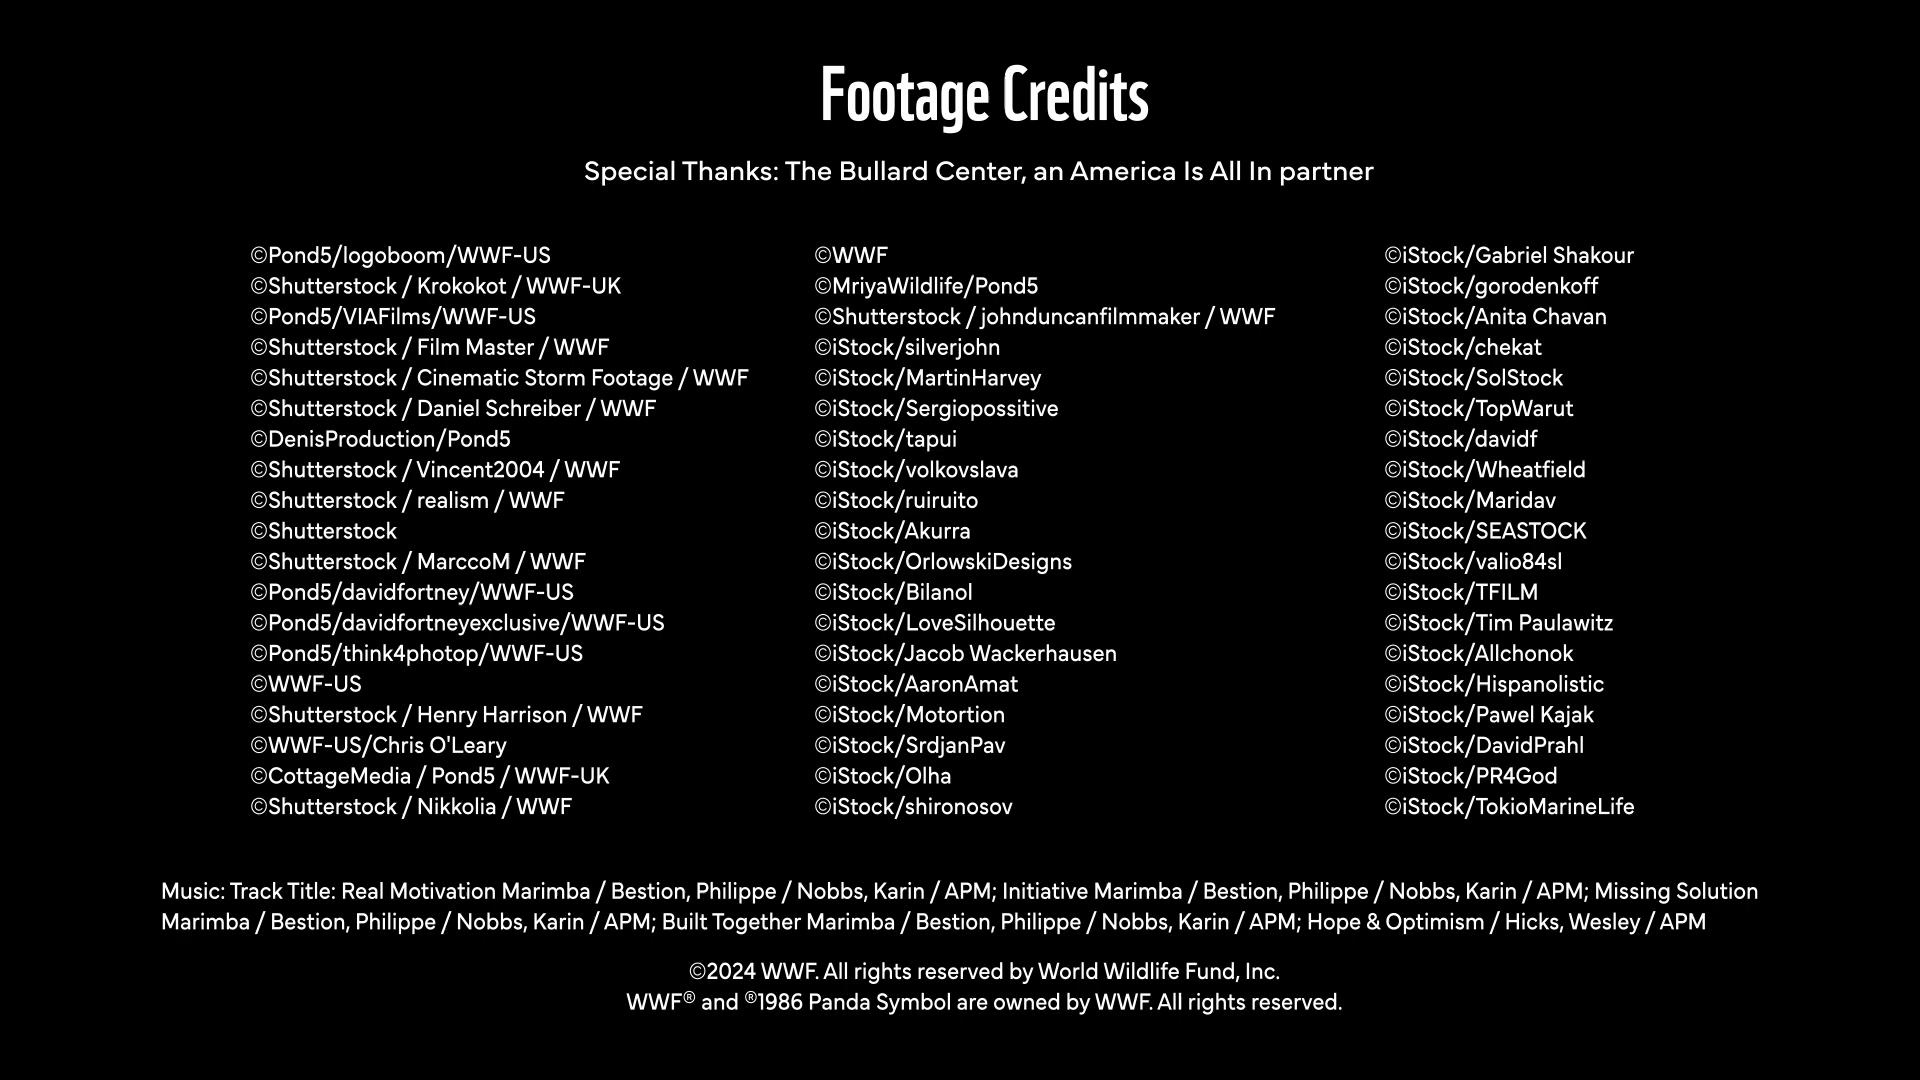 Footage Credits
Special Thanks: The Bullard Center, an America Is All In partner
©Pond5/logoboom/WWF-US
©Shutterstock / Krokokot / WWF-UK
©Pond5/VIAFilms/WWF-US
©Shutterstock / Film Master / WWF
©Shutterstock / Cinematic Storm Footage / WWF
©Shutterstock / Daniel Schreiber / WWF
©DenisProduction/Pond5
©Shutterstock / Vincent2004 / WWF
©Shutterstock / realism / WWF
©Shutterstock
©Shutterstock / MarccoM / WWF
©Pond5/davidfortney/WWF-US
©Pond5/davidfortneyexclusive/WWF-US
©Pond5/think4photop/WWF-US
©WWF-US
©Shutterstock / Henry Harrison / WWF
©WWF-US/Chris O'Leary
©CottageMedia / Pond5 / WWF-UK
©Shutterstock / Nikkolia / WWF
©WWF
©MriyaWildlife/Pond5
©Shutterstock / johnduncanfilmmaker / WWF
©iStock/silverjohn
©iStock/MartinHarvey
©iStock/Sergiopossitive
©iStock/tapui
©iStock/volkovslava
©iStock/ruiruito
©iStock/Akurra
©iStock/OrlowskiDesigns
©iStock/Bilanol
©iStock/LoveSilhouette
©iStock/Jacob Wackerhausen
©iStock/AaronAmat
©iStock/Motortion
©iStock/SrdjanPav
©iStock/Olha
©iStock/shironosov
©iStock/Gabriel Shakour
©iStock/gorodenkoff
©iStock/Anita Chavan
©iStock/chekat
©iStock/SolStock
©iStock/TopWarut
©iStock/davidf
©iStock/Wheatfield
©iStock/Maridav
©iStock/SEASTOCK
©iStock/valio84sl
©iStock/TFILM
©iStock/Tim Paulawitz
©iStock/Allchonok
©iStock/Hispanolistic
©iStock/Pawel Kajak
©iStock/DavidPrahl
©iStock/PR4God
©iStock/TokioMarineLife
Music: Track Title: Real Motivation Marimba / Bestion, Philippe / Nobbs, Karin / APM; Initiative Marimba / Bestion, Philippe / Nobbs, Karin / APM; Missing Solution
Marimba / Bestion, Philippe / Nobbs, Karin / APM; Built Together Marimba / Bestion, Philippe / Nobbs, Karin / APM; Hope & Optimism / Hicks, Wesley / APM
©2024 WWF. All rights reserved by World Wildlife Fund, Inc.
WWF® and ®1986 Panda Symbol are owned by WWF. All rights reserved.